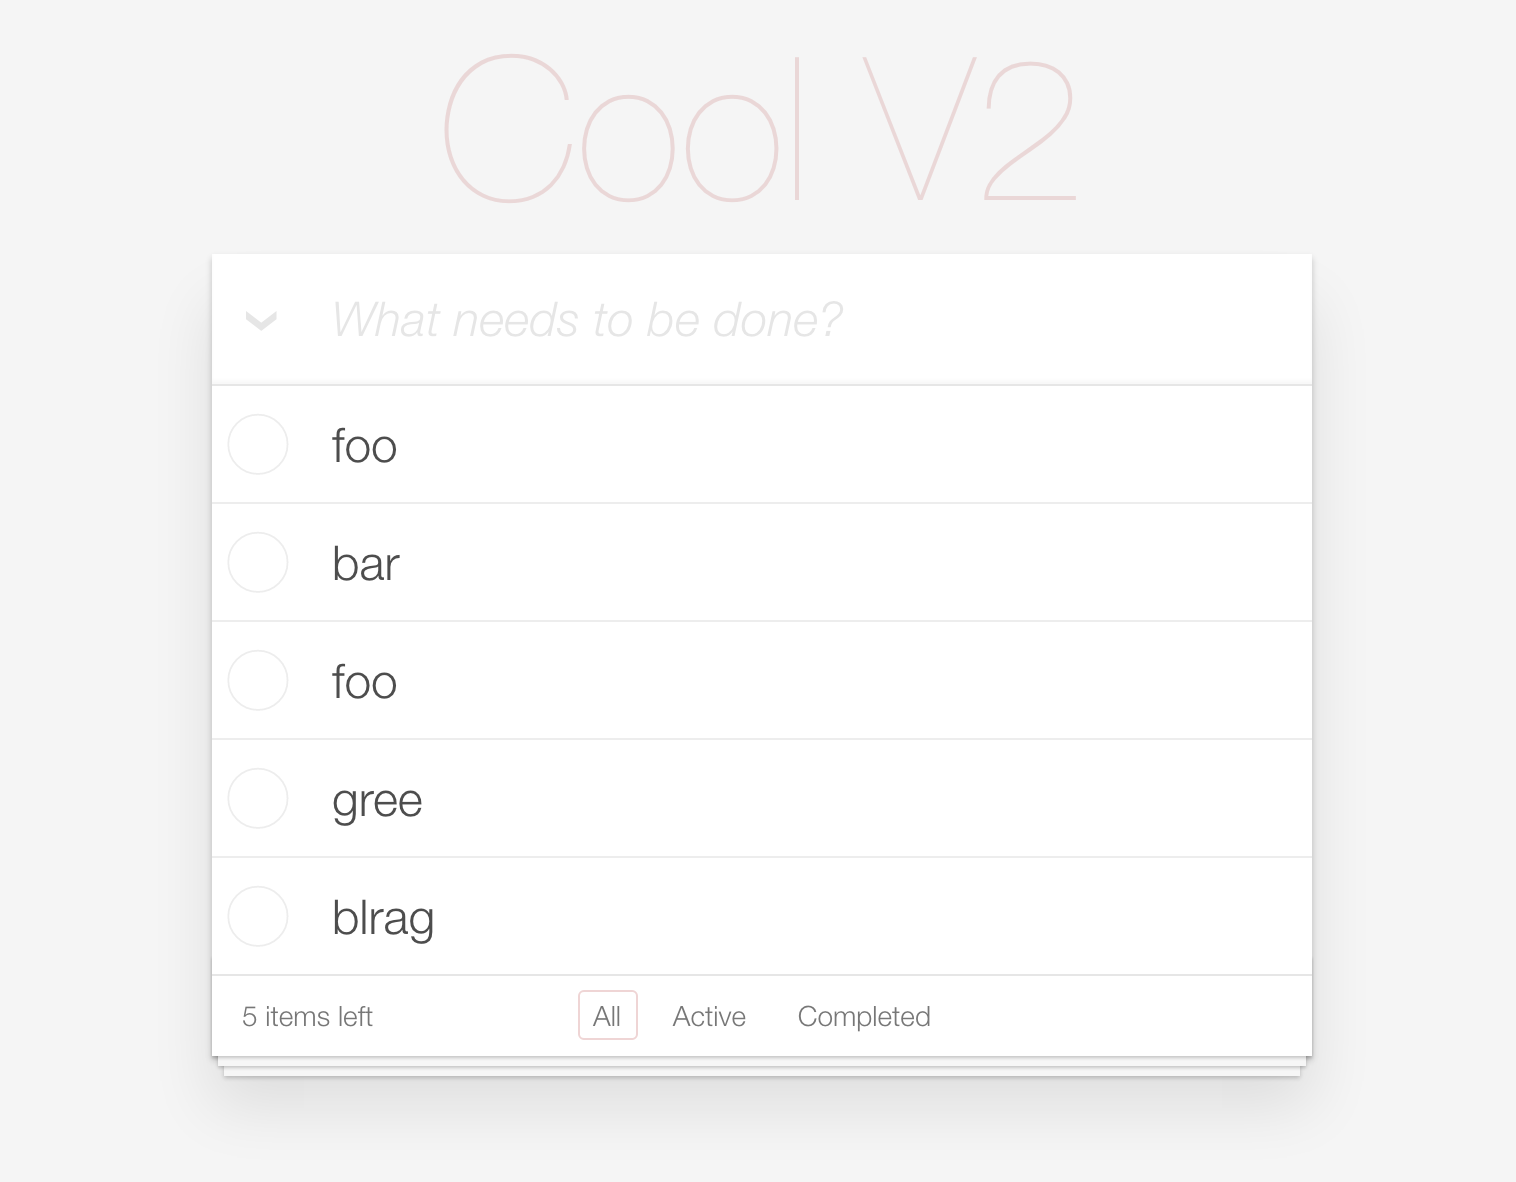 Cool V2
What needs to be done?
foo
bar
foo
gree
blrag
5 items left All Active Completed